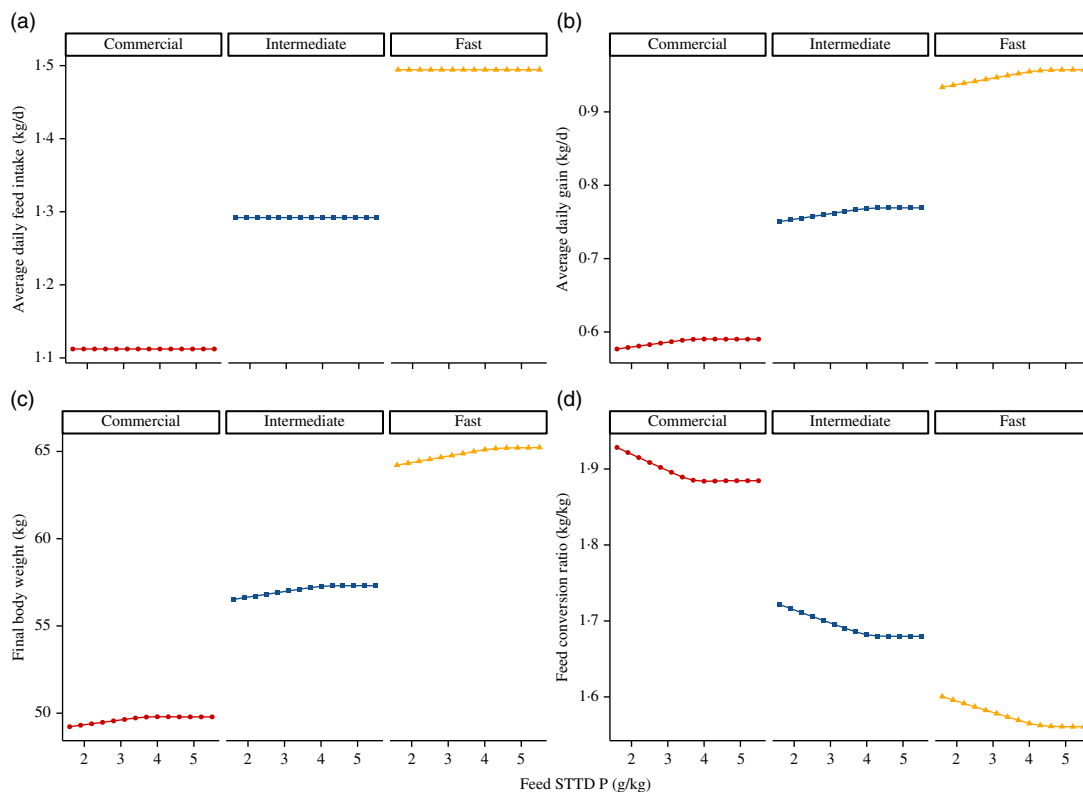 (a)
(b)
Commercial Intermediate Fast
Commercial Intermediate Fast
Average daily feed intake (kg/d)
1·5
1·4
1·3
1·2
1·1
Average daily gain (kg/d)
0·9
0·8
0·7
0·6
(c)
(d)
Commercial Intermediate Fast
Commercial Intermediate Fast
Final body weight (kg)
65
60
55
50
Feed conversion ratio (kg/kg)
1·9
1·8
1·7
1·6
2 3 4 5 2 3 4 5 2 3 4 5
2 3 4 5 2 3 4 5 2 3 4 5
Feed STTD P (g/kg)